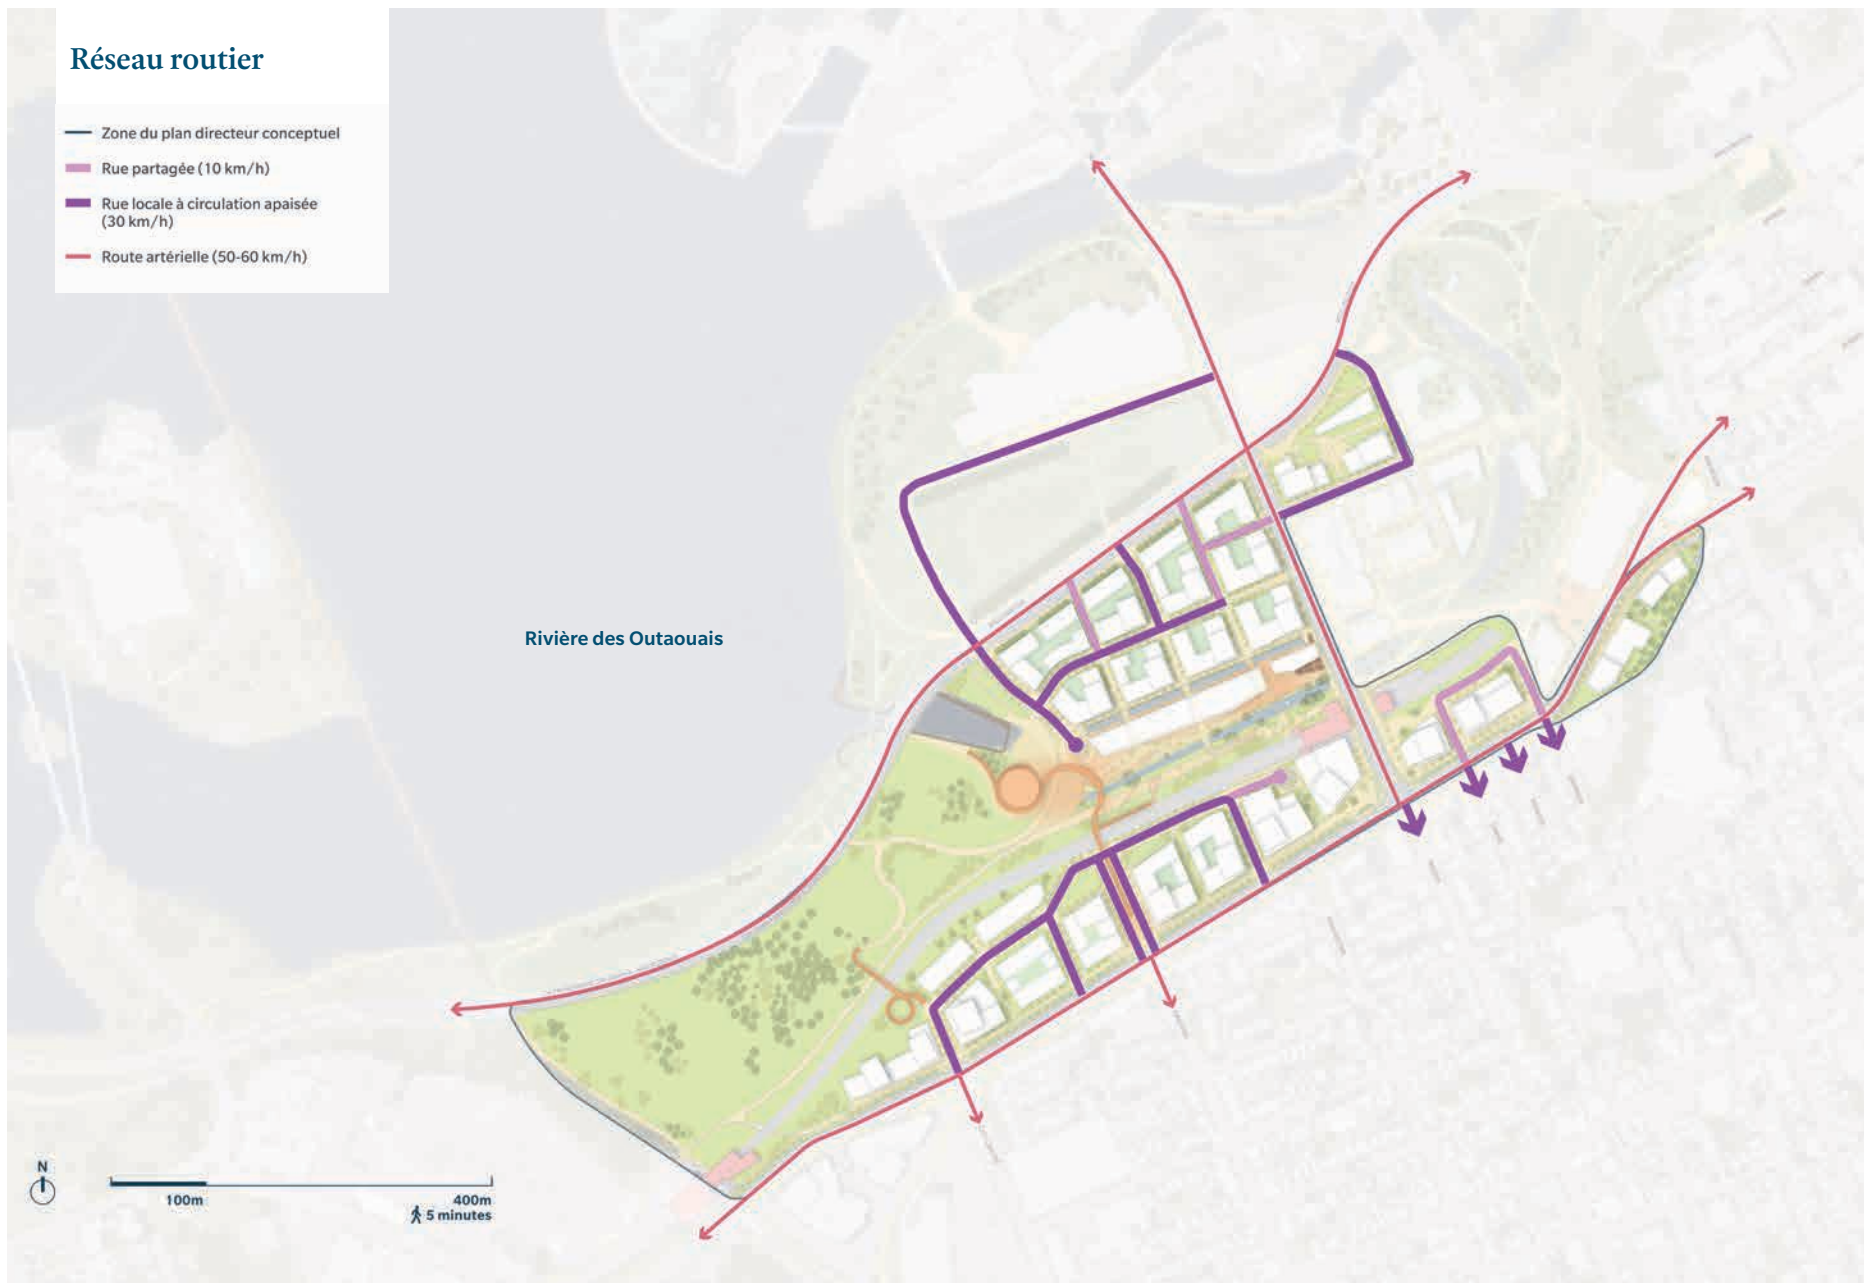 Réseau routier
Zone du plan directeur conceptuel
Rue partagée (10 km/h)
Rue locale à circulation apaisée
(30 km/h)
Route artérielle (50-60 km/h)
Rivière des Outaouais
N
100m
400m
5 minutes